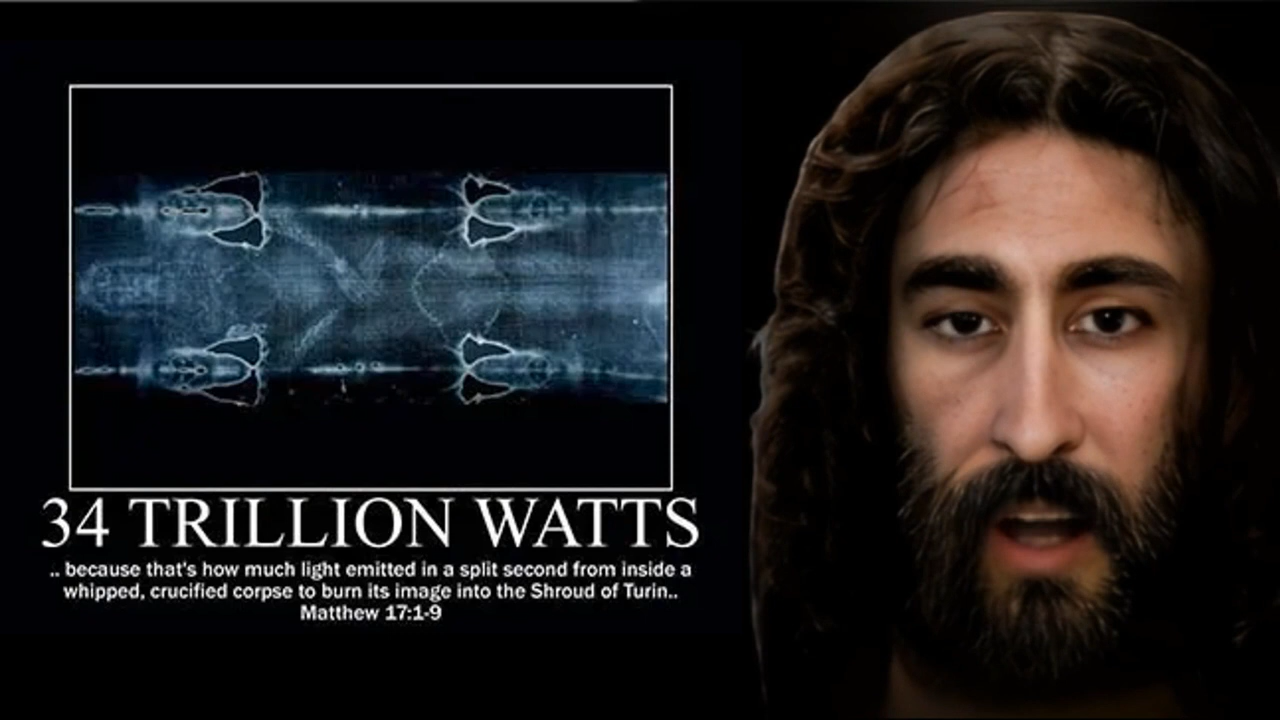 34 TRILLION WATTS
.. because that's how much light emitted in a split second from inside a
whipped, crucified corpse to burn its image into the Shroud of Turin..
Matthew 17:1-9